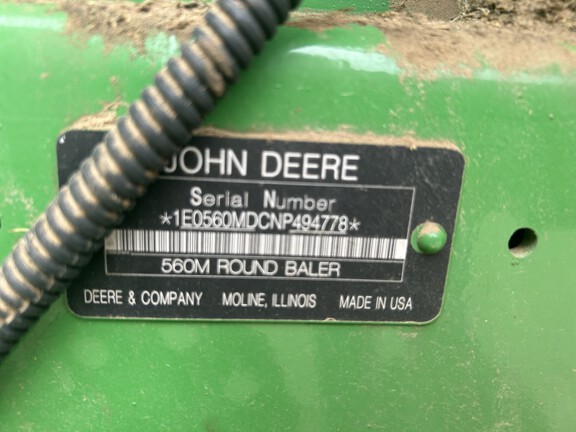 JOHN DEERE
Serial Number
*1E0560MDCNP494778*
560M ROUND BALER
DEERE & COMPANY MOLINE, ILLINOIS MADE IN USA